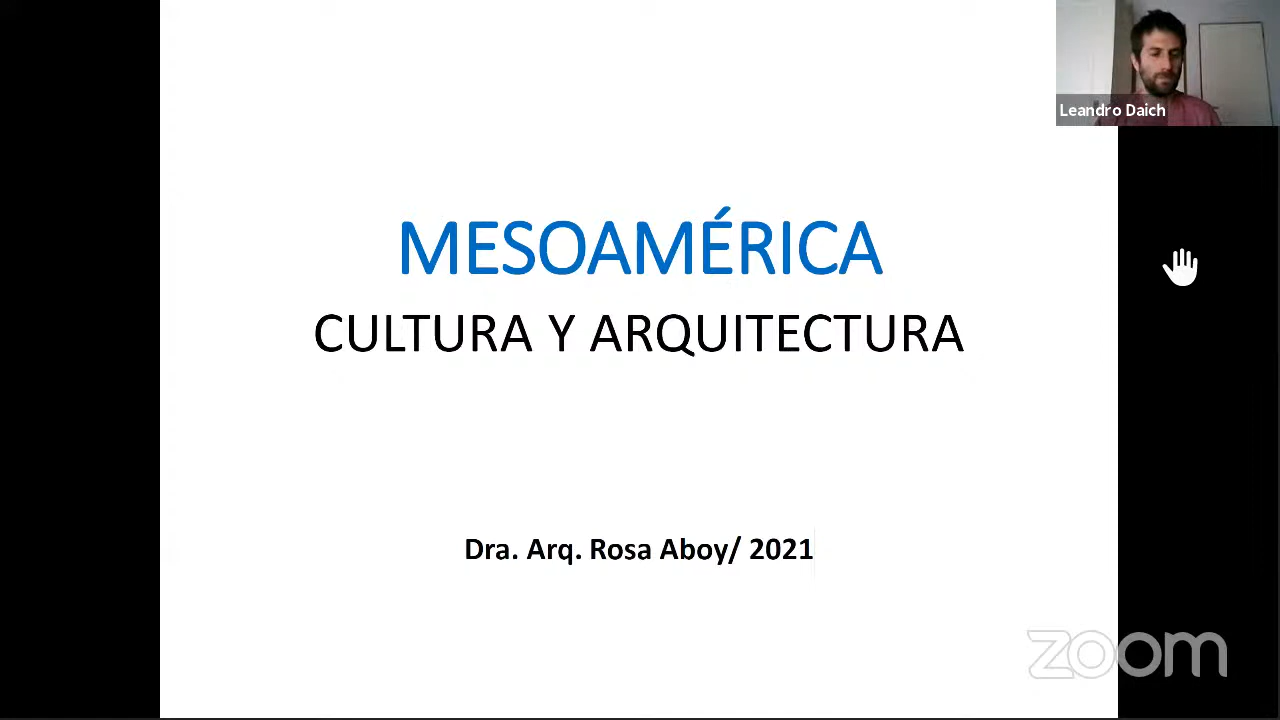 Leandro Daich
MESOAMÉRICA
CULTURA Y ARQUITECTURA
Dra. Arq. Rosa Aboy/ 2021
zoom